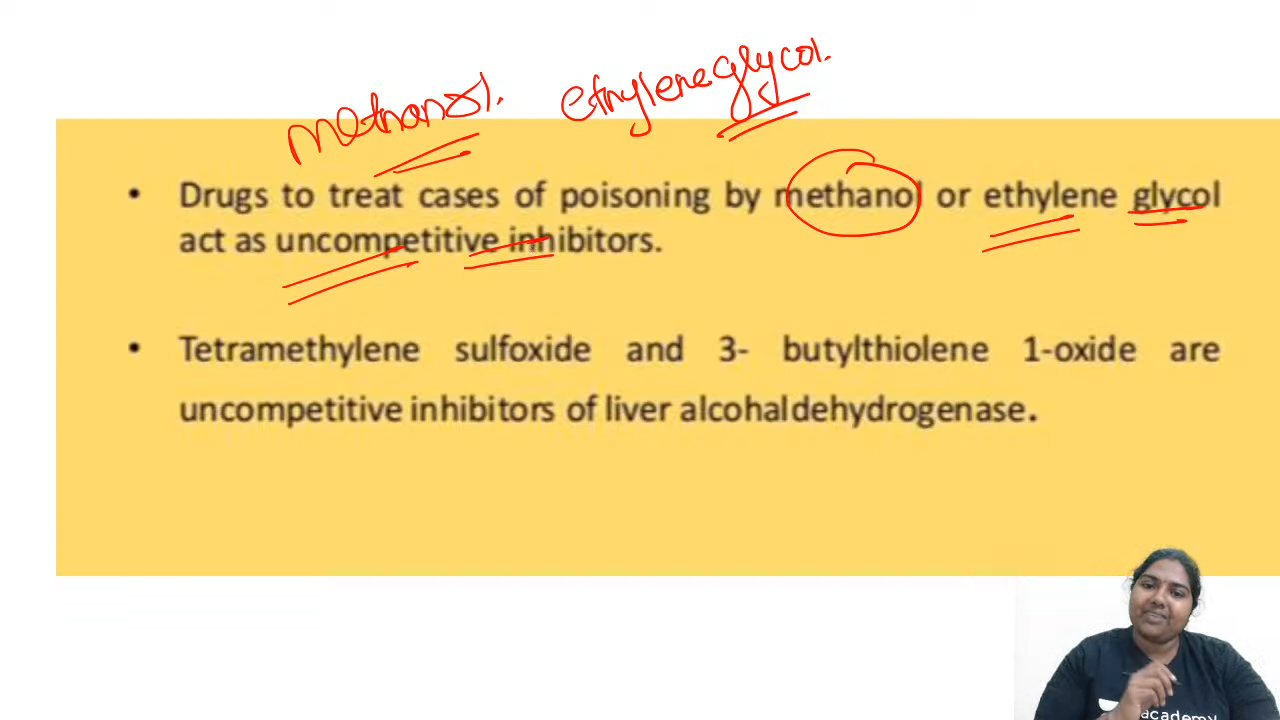 methanol. ethylene glycol.
• Drugs to treat cases of poisoning by methanol or ethylene glycol
act as uncompetitive inhibitors.
• Tetramethylene sulfoxide and 3- butylthiolene 1-oxide are
uncompetitive inhibitors of liver alcohaldehydrogenase.
academy